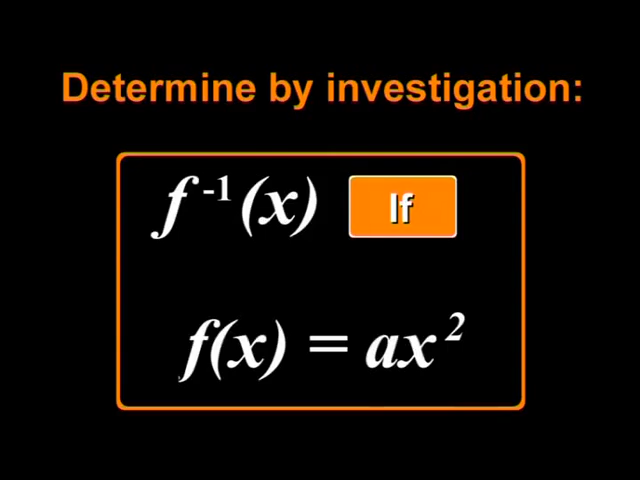 Determine by investigation:
f⁻¹(x) If
f(x) = ax²